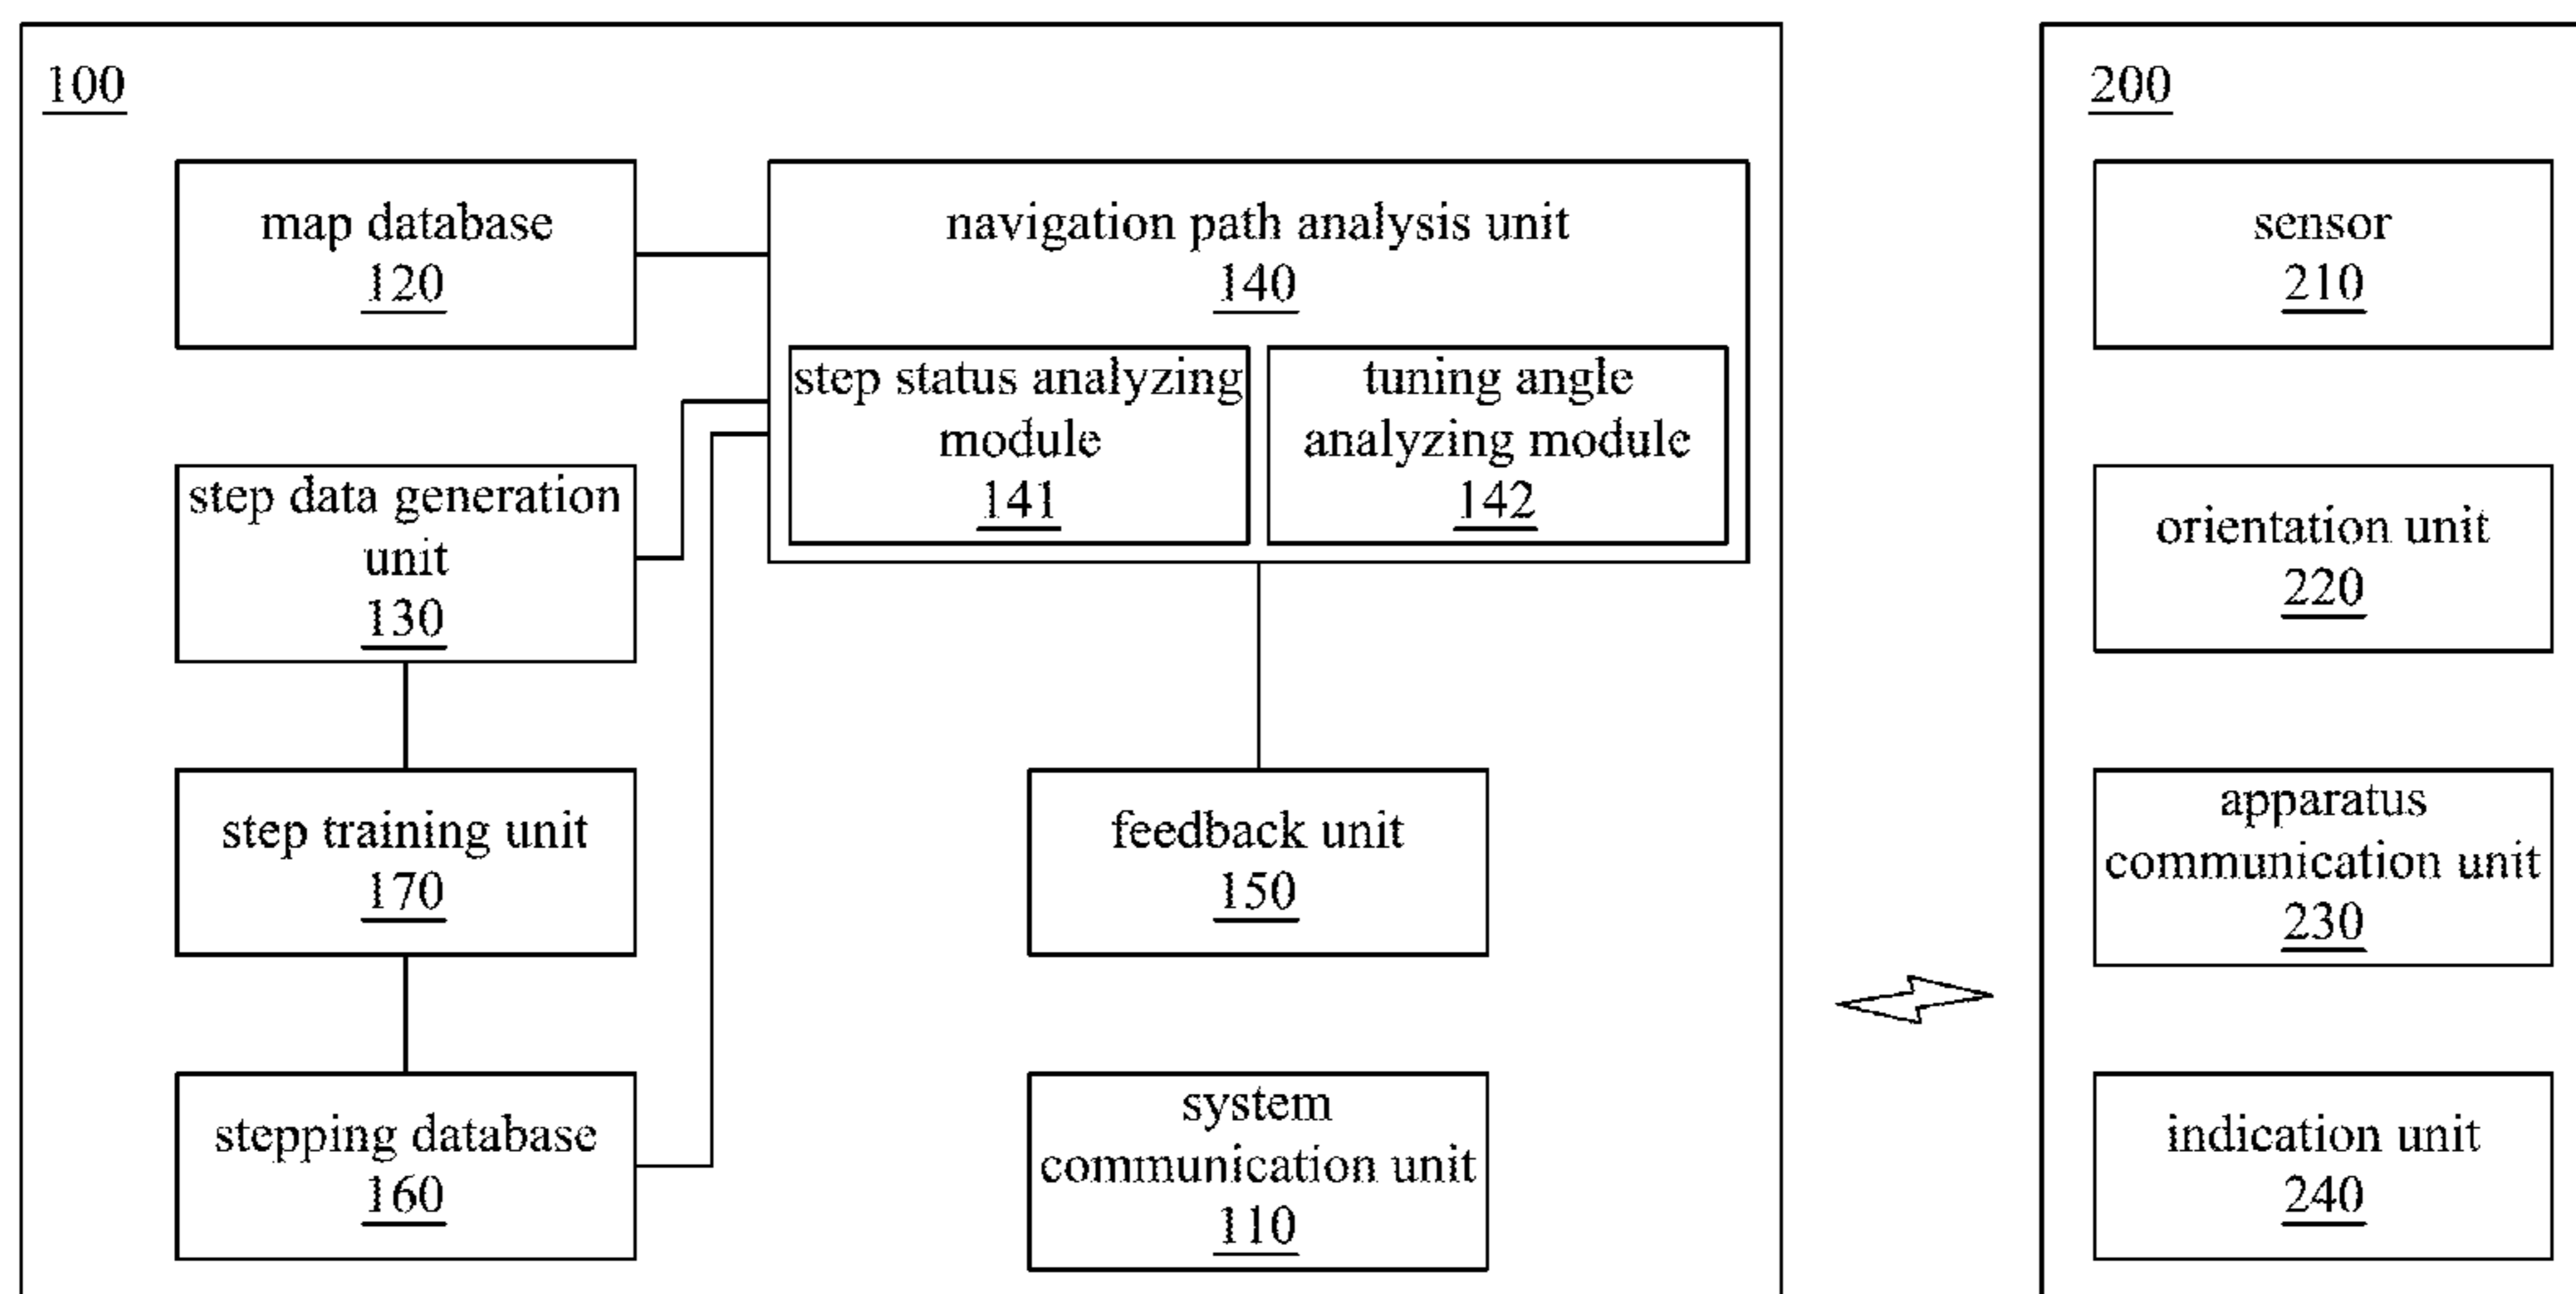 100
map database
120
step data generation
unit
130
step training unit
170
stepping database
160
navigation path analysis unit
140
step status analyzing
module
141
tuning angle
analyzing module
142
feedback unit
150
system
communication unit
110
200
sensor
210
orientation unit
220
apparatus
communication unit
230
indication unit
240